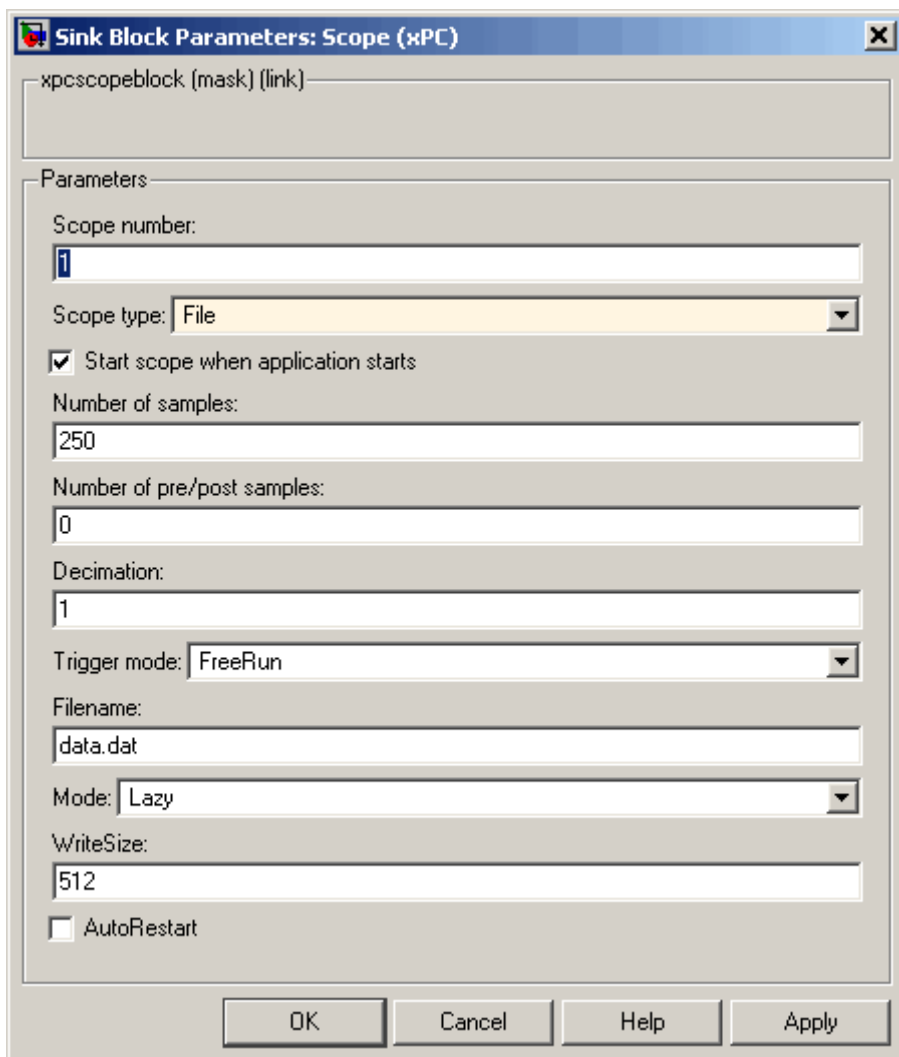 Sink Block Parameters: Scope (xPC)
xpcscopeblock (mask) (link)
Parameters
Scope number:
1
Scope type: File
Start scope when application starts
Number of samples:
250
Number of pre/post samples:
0
Decimation:
1
Trigger mode: FreeRun
Filename:
data.dat
Mode: Lazy
WriteSize:
512
AutoRestart
OK Cancel Help Apply